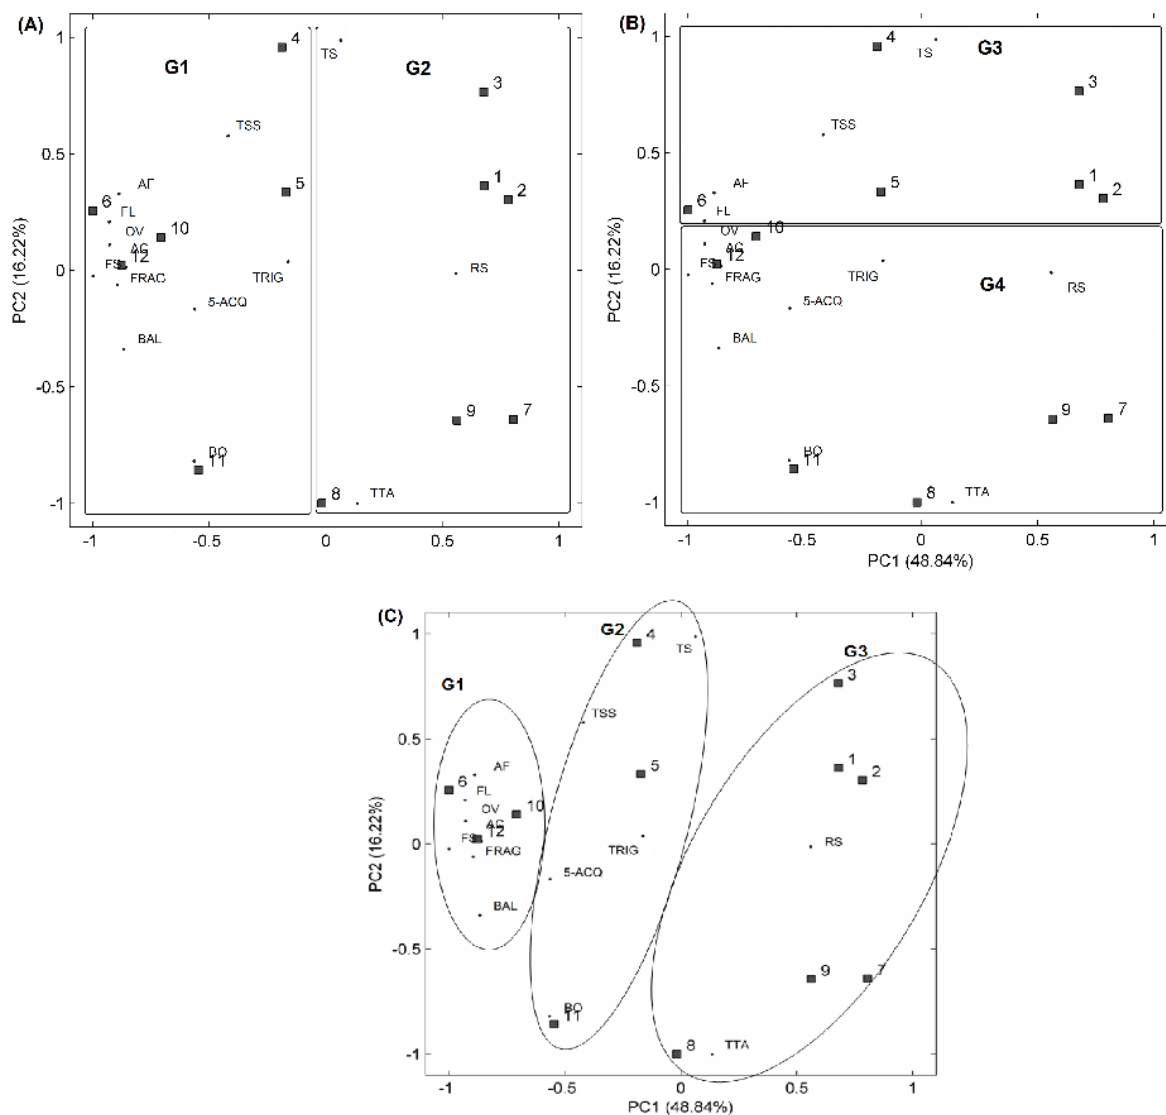 (A)
1
G1
4
TS
G2
3
TSS
0.5
5
1
2
AF
6
FL
OV
10
AC
12
FS
FRAG
TRIG
RS
0
5-ACQ
BAL
-0.5
9
7
BO
11
8
TTA
-1
-1
-0.5
0
0.5
1
PC2 (16.22%)
(B)
1
4
TS
G3
3
TSS
0.5
5
1
2
AF
6
FL
OV
10
AC
12
FS
FRAG
TRIG
RS
0
G4
5-ACQ
BAL
-0.5
9
7
BO
11
8
TTA
-1
-1
-0.5
0
0.5
1
PC2 (16.22%)
PC1 (48.84%)
(C)
1
G2
4
TS
G3
3
G1
TSS
0.5
AF
6
FL
OV
10
AC
12
FS
FRAG
5
1
2
TRIG
RS
0
5-ACQ
BAL
-0.5
9
7
BO
11
8
TTA
-1
-1
-0.5
0
0.5
1
PC2 (16.22%)
PC1 (48.84%)